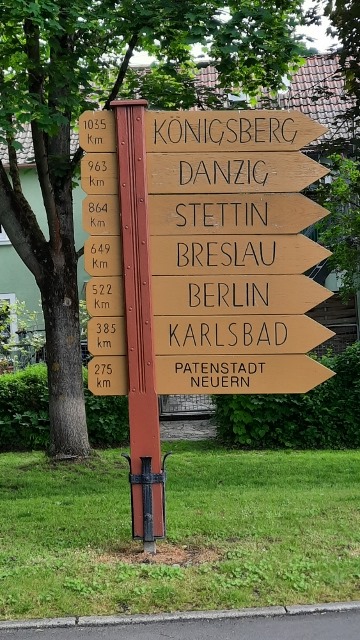 1035 Km KÖNIGSBERG
963 Km DANZIG
864 Km STETTIN
649 Km BRESLAU
522 Km BERLIN
385 km KARLSBAD
275 km PATENSTADT
NEUERN